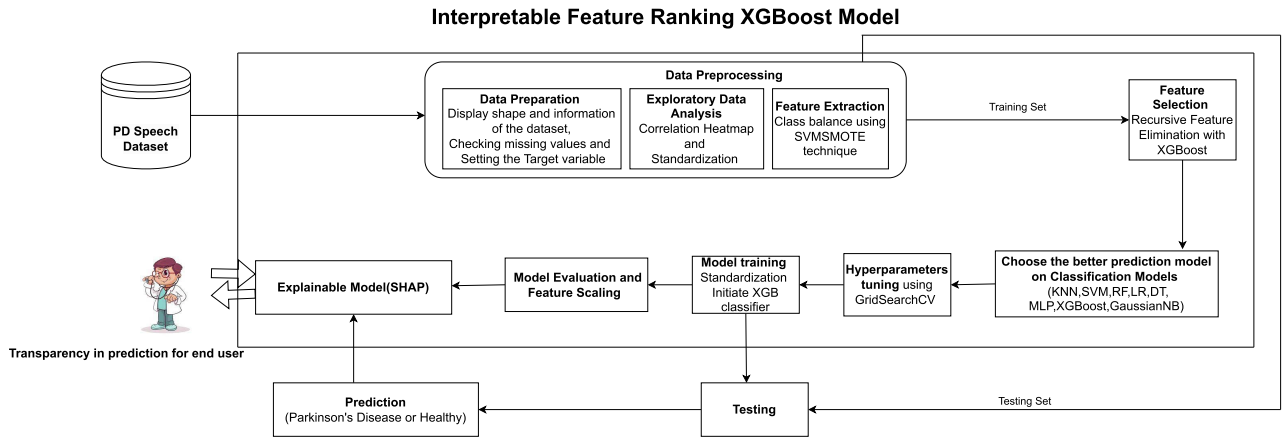 Interpretable Feature Ranking XGBoost Model
PD Speech
Dataset
Data Preprocessing
Data Preparation
Display shape and information
of the dataset,
Checking missing values and
Setting the Target variable
Exploratory Data
Analysis
Correlation Heatmap
and
Standardization
Feature Extraction
Class balance using
SVMSMOTE
technique
Training Set
Feature
Selection
Recursive Feature
Elimination with
XGBoost
Choose the better prediction model
on Classification Models
(KNN,SVM,RF,LR,DT,
MLP,XGBoost,GaussianNB)
Hyperparameters
tuning using
GridSearchCV
Model training
Standardization
Initiate XGB
classifier
Model Evaluation and
Feature Scaling
Explainable Model(SHAP)
Transparency in prediction for end user
Prediction
(Parkinson's Disease or Healthy)
Testing
Testing Set